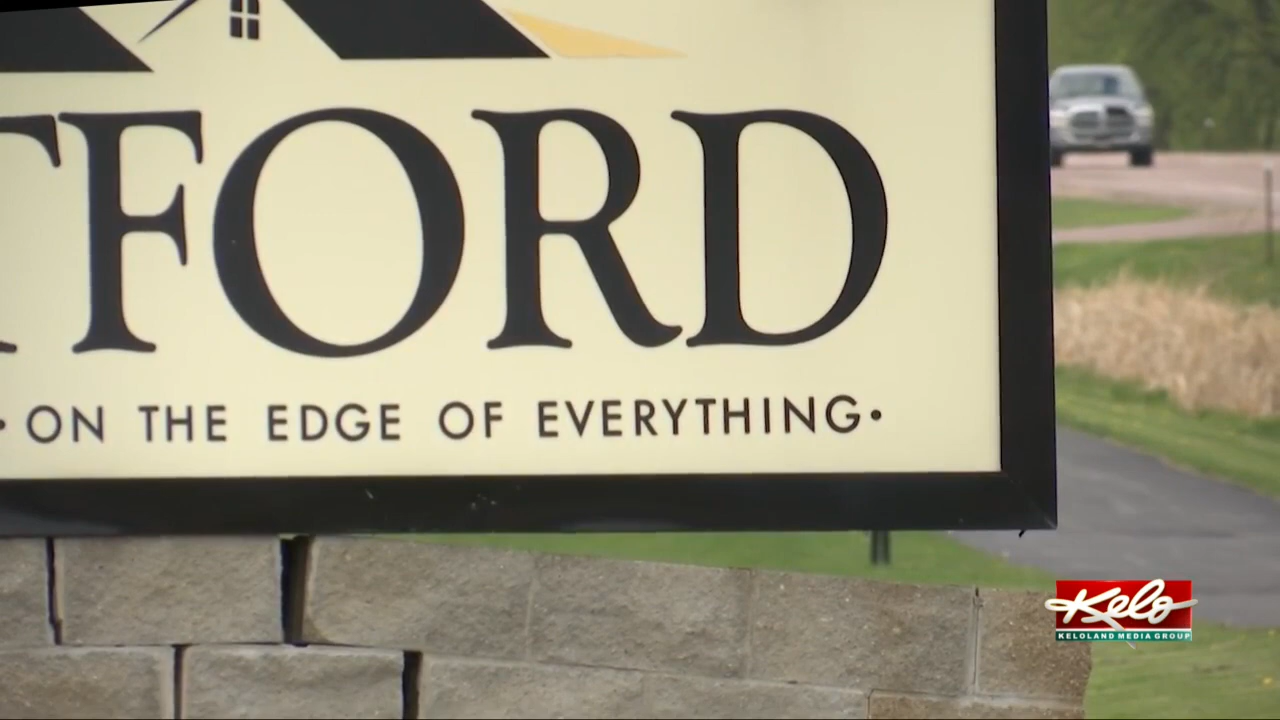 TFORD
• ON THE EDGE OF EVERYTHING •
Kelo
KELOLAND MEDIA GROUP